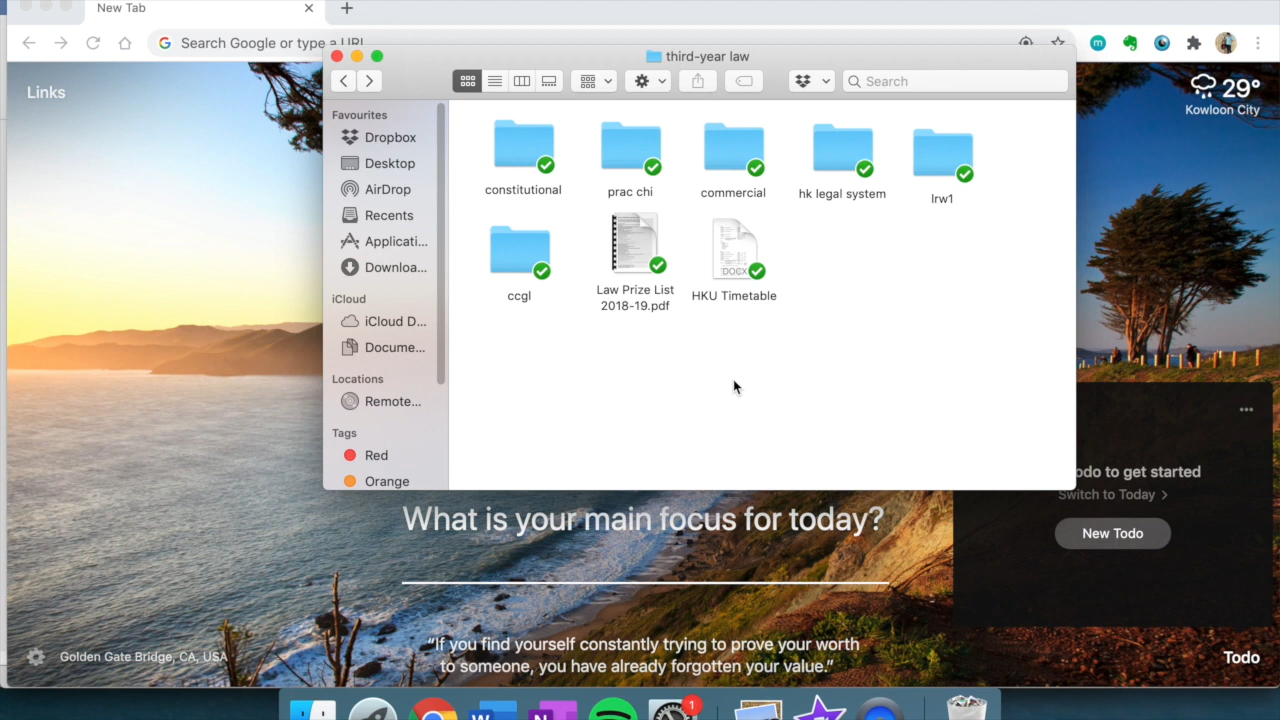 New Tab
Search Google or type a URL
third-year law
Search
Links
29°
Kowloon City
Favourites
Dropbox
Desktop
AirDrop
Recents
Applicati...
Downloa...
iCloud
iCloud D...
Docume...
Locations
Remote...
Tags
Red
Orange
constitutional
prac chi
commercial
hk legal system
lrw1
ccgl
Law Prize List
2018-19.pdf
DOCX
HKU Timetable
odo to get started
Switch to Today >
New Todo
What is your main focus for today?
“If you find yourself constantly trying to prove your worth
to someone, you have already forgotten your value.”
Golden Gate Bridge, CA, USA
Todo
1
W
N